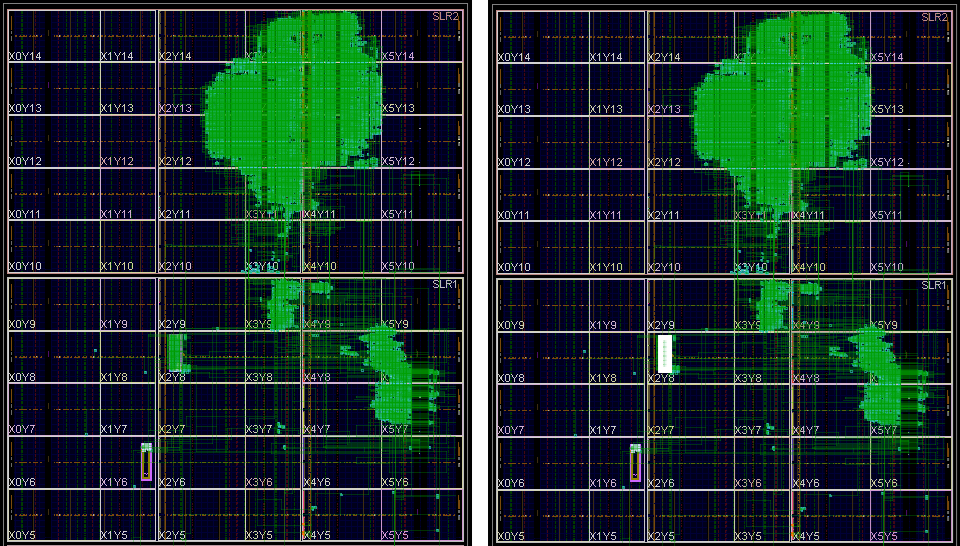 SLR2
X0Y14 X1Y14 X2Y14 X5Y14
X0Y13 X1Y13 X2Y13 X5Y13
X0Y12 X1Y12 X2Y12 X5Y12
X0Y11 X1Y11 X2Y11 X3Y11 X4Y11 X5Y11
X0Y10 X1Y10 X2Y10 X3Y10 X4Y10 X5Y10
SLR1
X0Y9 X1Y9 X2Y9 X3Y9 X4Y9 X5Y9
X0Y8 X1Y8 X2Y8 X3Y8 X4Y8 X5Y8
X0Y7 X1Y7 X2Y7 X3Y7 X4Y7 X5Y7
X0Y6 X1Y6 X2Y6 X3Y6 X4Y6 X5Y6
X0Y5 X1Y5 X2Y5 X3Y5 X4Y5 X5Y5
SLR2
X0Y14 X1Y14 X2Y14 X5Y14
X0Y13 X1Y13 X2Y13 X5Y13
X0Y12 X1Y12 X2Y12 X5Y12
X0Y11 X1Y11 X2Y11 X3Y11 X4Y11 X5Y11
X0Y10 X1Y10 X2Y10 X3Y10 X4Y10 X5Y10
SLR1
X0Y9 X1Y9 X2Y9 X3Y9 X4Y9 X5Y9
X0Y8 X1Y8 X2Y8 X3Y8 X4Y8 X5Y8
X0Y7 X1Y7 X2Y7 X3Y7 X4Y7 X5Y7
X0Y6 X1Y6 X2Y6 X3Y6 X4Y6 X5Y6
X0Y5 X1Y5 X2Y5 X3Y5 X4Y5 X5Y5